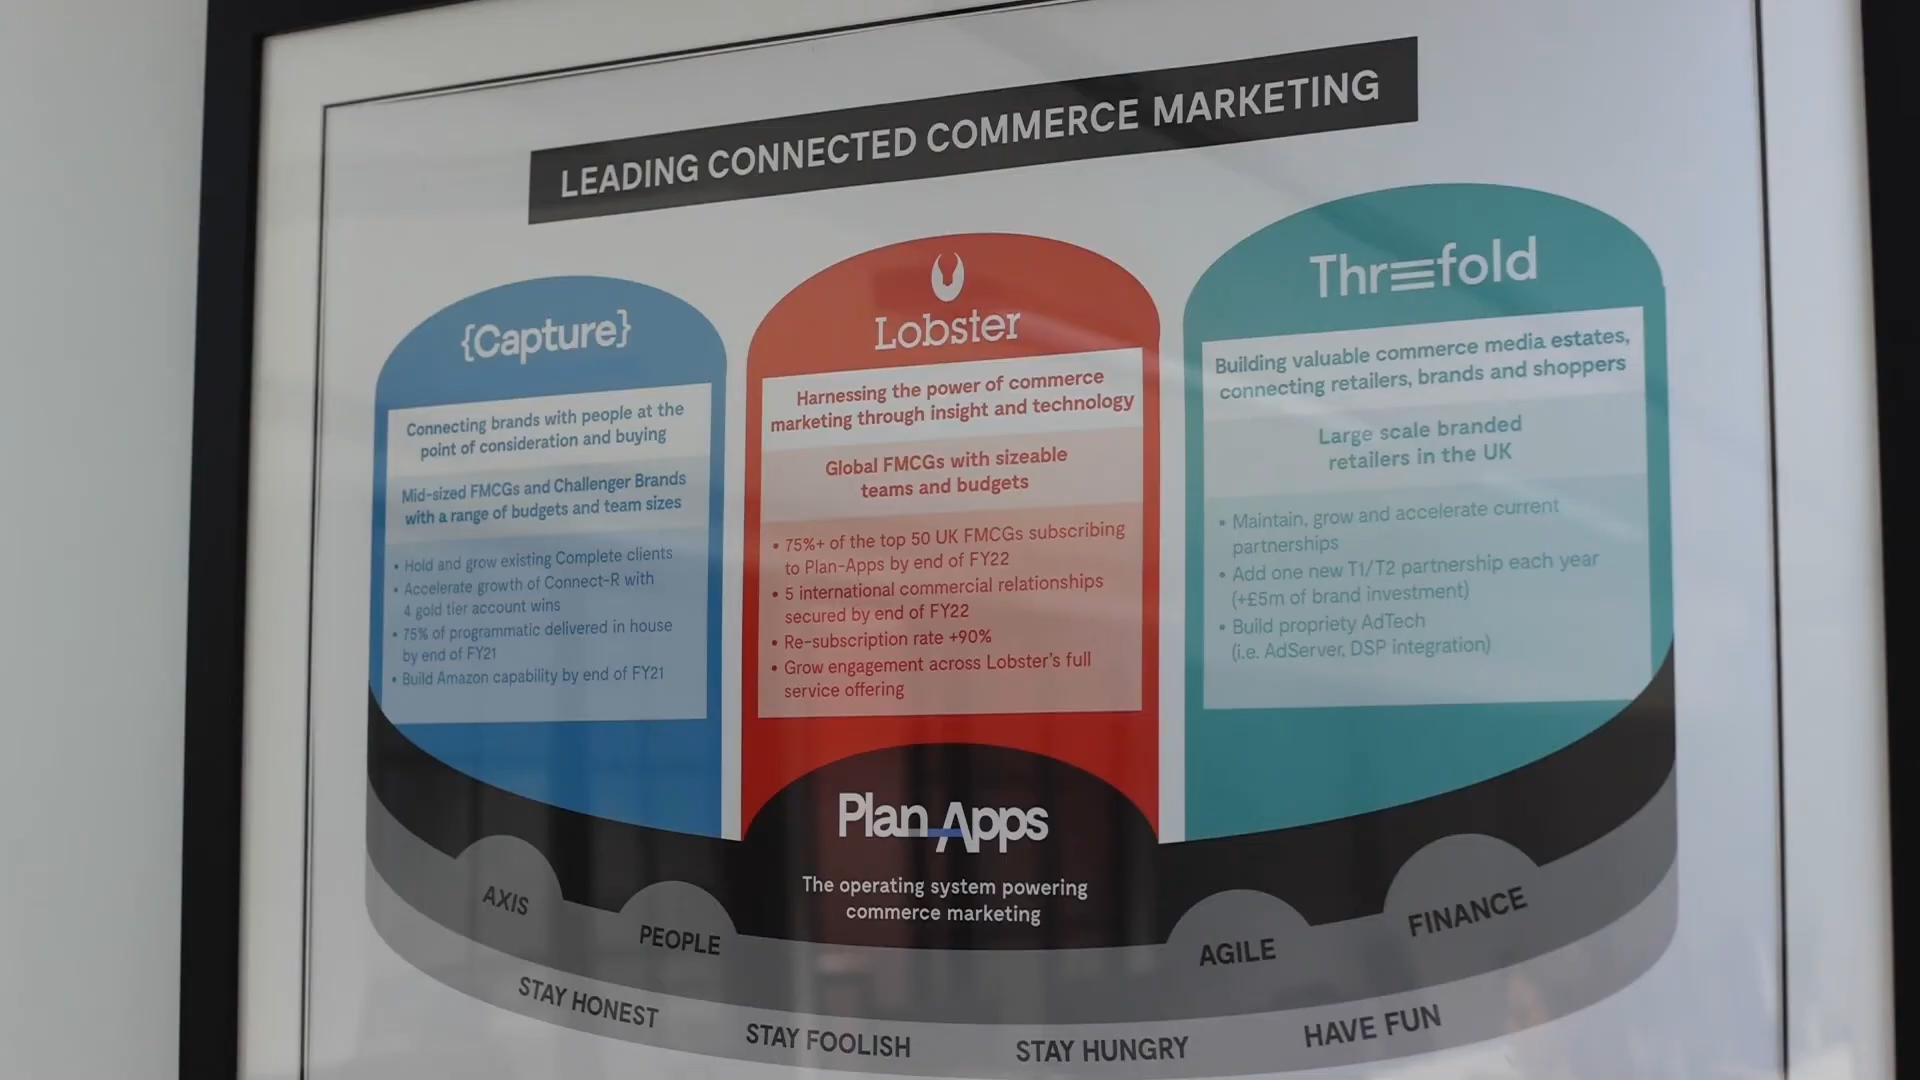 LEADING CONNECTED COMMERCE MARKETING
{Capture}
Connecting brands with people at the
point of consideration and buying
Mid-sized FMCGs and Challenger Brands
with a range of budgets and team sizes
• Hold and grow existing Complete clients
• Accelerate growth of Connect-R with
4 gold tier account wins
• 75% of programmatic delivered in house
by end of FY21
• Build Amazon capability by end of FY21
Lobster
Harnessing the power of commerce
marketing through insight and technology
Global FMCGs with sizeable
teams and budgets
• 75%+ of the top 50 UK FMCGs subscribing
to Plan-Apps by end of FY22
• 5 international commercial relationships
secured by end of FY22
• Re-subscription rate +90%
• Grow engagement across Lobster's full
service offering
Threefold
Building valuable commerce media estates,
connecting retailers, brands and shoppers
Large scale branded
retailers in the UK
• Maintain, grow and accelerate current
partnerships
• Add one new T1/T2 partnership each year
(+£5m of brand investment)
• Build propriety AdTech
(i.e. AdServer, DSP integration)
Plan_Apps
The operating system powering
commerce marketing
AXIS
PEOPLE
AGILE
FINANCE
STAY HONEST
STAY FOOLISH
STAY HUNGRY
HAVE FUN